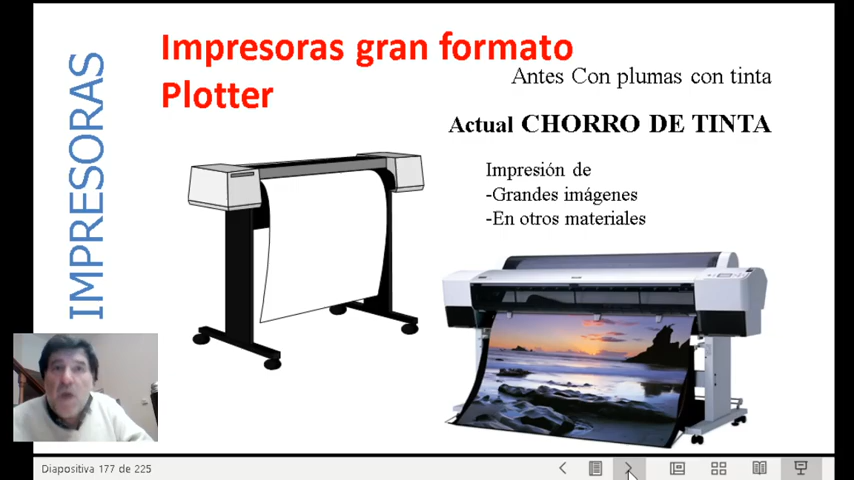 IMPRESORAS
Impresoras gran formato
Plotter
Antes Con plumas con tinta
Actual CHORRO DE TINTA
Impresión de
-Grandes imágenes
-En otros materiales
Diapositiva 177 de 225